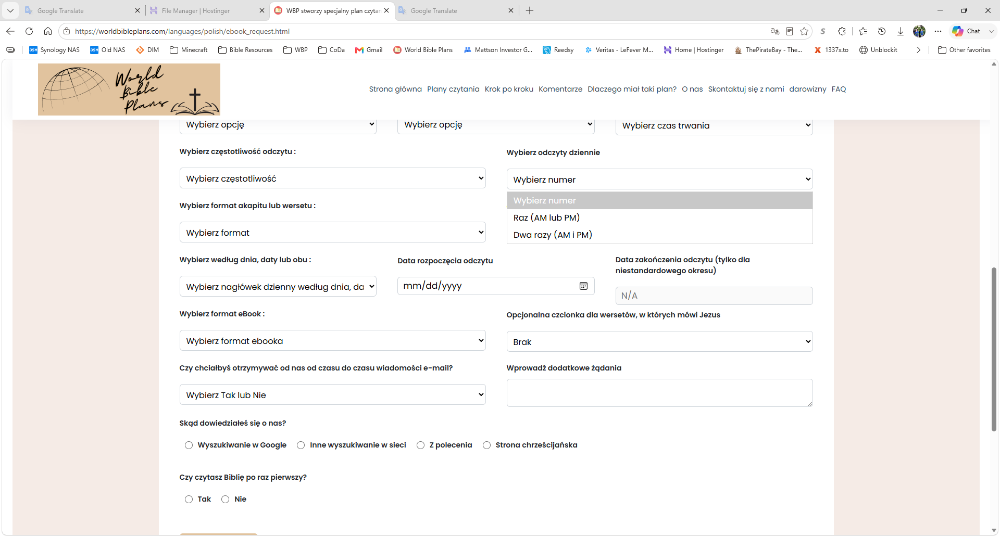 Google Translate
File Manager | Hostinger
WBP stworzy specjalny plan czytan
Google Translate
https://worldbibleplans.com/languages/polish/ebook_request.html
Chat
DSM Synology NAS
DSM Old NAS
DIM
Minecraft
Bible Resources
WBP
CoDa
Gmail
World Bible Plans
Mattson Investor G...
Reedsy
Veritas - LeFever M...
Home | Hostinger
ThePirateBay - The...
1337x.to
Unblockit
Other favorites
World
Bible
Plans
Strona główna Plany czytania Krok po kroku Komentarze Dlaczego miał taki plan? O nas Skontaktuj się z nami darowizny FAQ
Wybierz opcję
Wybierz opcję
Wybierz czas trwania
Wybierz częstotliwość odczytu :
Wybierz odczyty dziennie
Wybierz częstotliwość
Wybierz numer
Wybierz numer
Raz (AM lub PM)
Dwa razy (AM i PM)
Wybierz format akapitu lub wersetu :
Wybierz format
Wybierz według dnia, daty lub obu :
Data rozpoczęcia odczytu
Data zakończenia odczytu (tylko dla
niestandardowego okresu)
Wybierz nagłówek dzienny według dnia, da
mm/dd/yyyy
N/A
Wybierz format eBook :
Opcjonalna czcionka dla wersetów, w których mówi Jezus
Wybierz format ebooka
Brak
Czy chciałbyś otrzymywać od nas od czasu do czasu wiadomości e-mail?
Wprowadź dodatkowe żądania
Wybierz Tak lub Nie
Skąd dowiedziałeś się o nas?
Wyszukiwanie w Google
Inne wyszukiwanie w sieci
Z polecenia
Strona chrześcijańska
Czy czytasz Biblię po raz pierwszy?
Tak
Nie